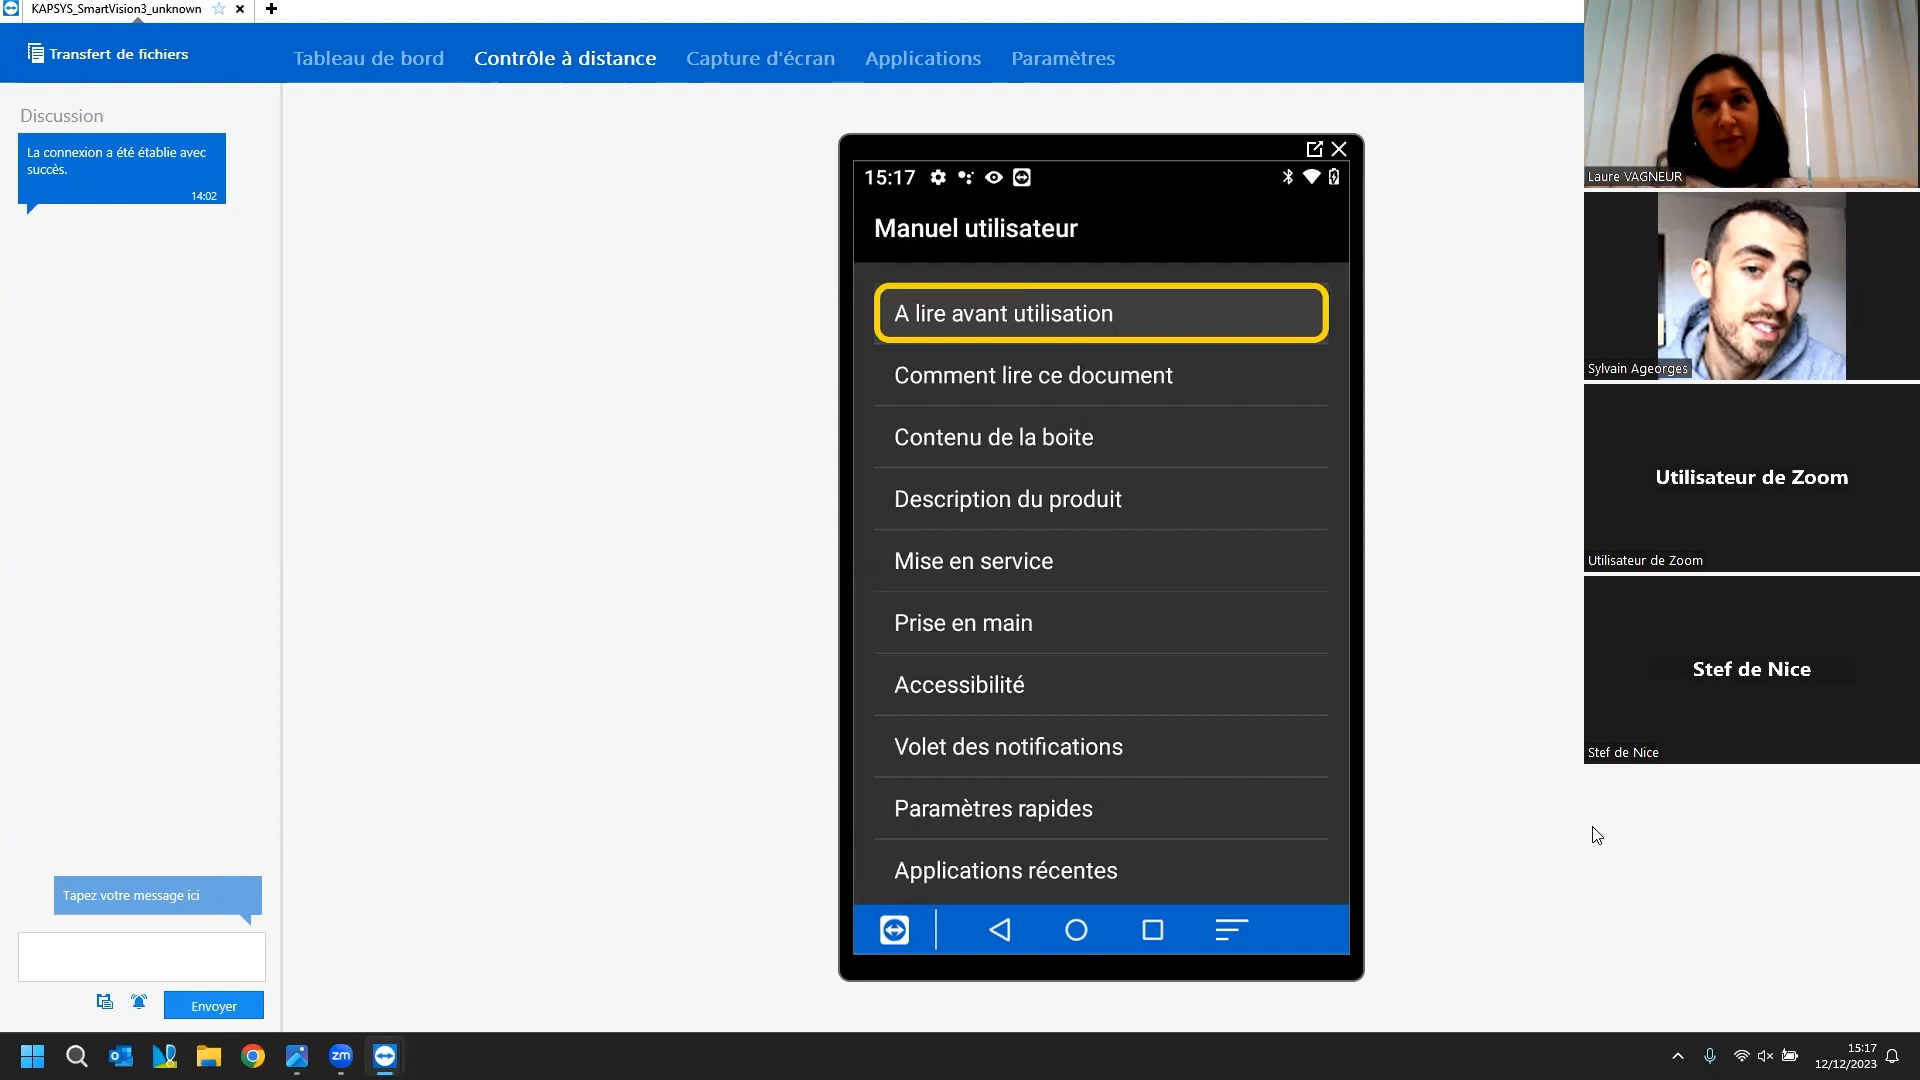 KAPSYS_SmartVision3_unknown
Transfert de fichiers
Tableau de bord
Contrôle à distance
Capture d'écran
Applications
Paramètres
Discussion
La connexion a été établie avec
succès.
14:02
15:17
Manuel utilisateur
A lire avant utilisation
Comment lire ce document
Contenu de la boite
Description du produit
Mise en service
Prise en main
Accessibilité
Volet des notifications
Paramètres rapides
Applications récentes
Laure VAGNEUR
Sylvain Ageorges
Utilisateur de Zoom
Utilisateur de Zoom
Stef de Nice
Stef de Nice
Tapez votre message ici
Envoyer
zm
15:17
12/12/2023